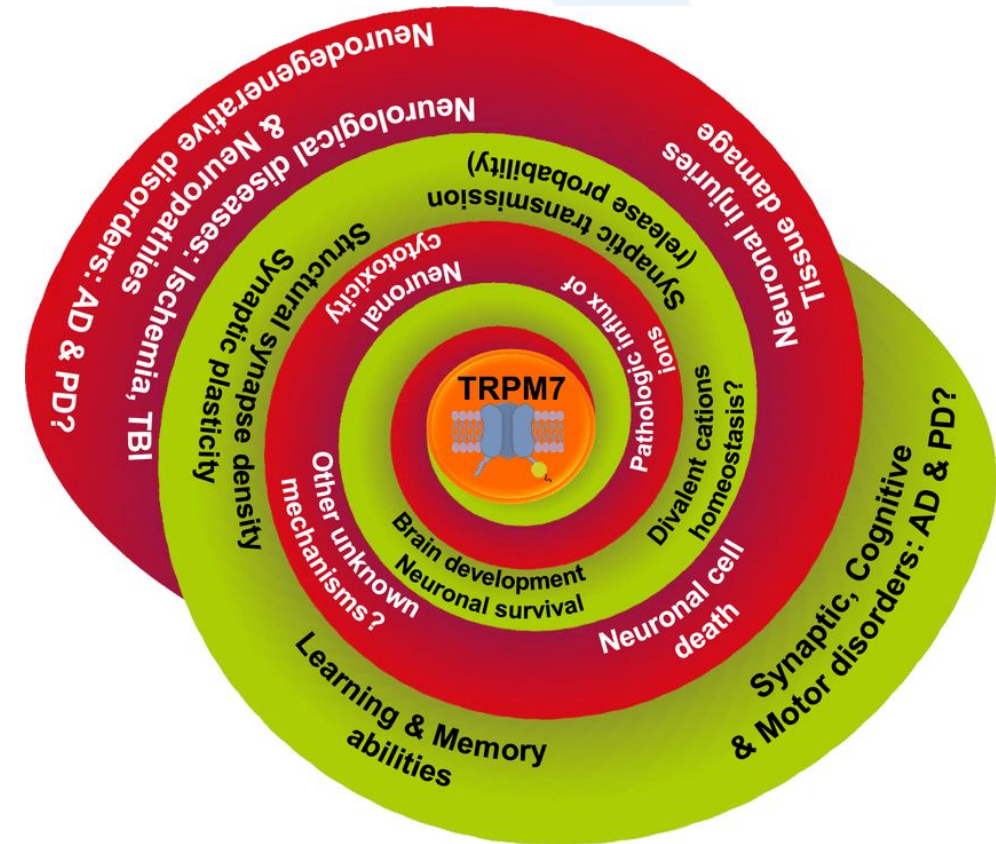 TRPM7
Pathologic influx of
ions
Neuronal
cytotoxicity
Other unknown
mechanisms?
Neuronal cell
death
Neuronal injuries
Tissue damage
Neurological diseases: Ischemia, TBI
& Neuropathies
Neurodegenerative disorders: AD & PD?
Brain development
Neuronal survival
Divalent cations
homeostasis?
Synaptic transmission
(release probability)
Structural synapse density
Synaptic plasticity
Learning & Memory
abilities
Synaptic, Cognitive
& Motor disorders: AD & PD?